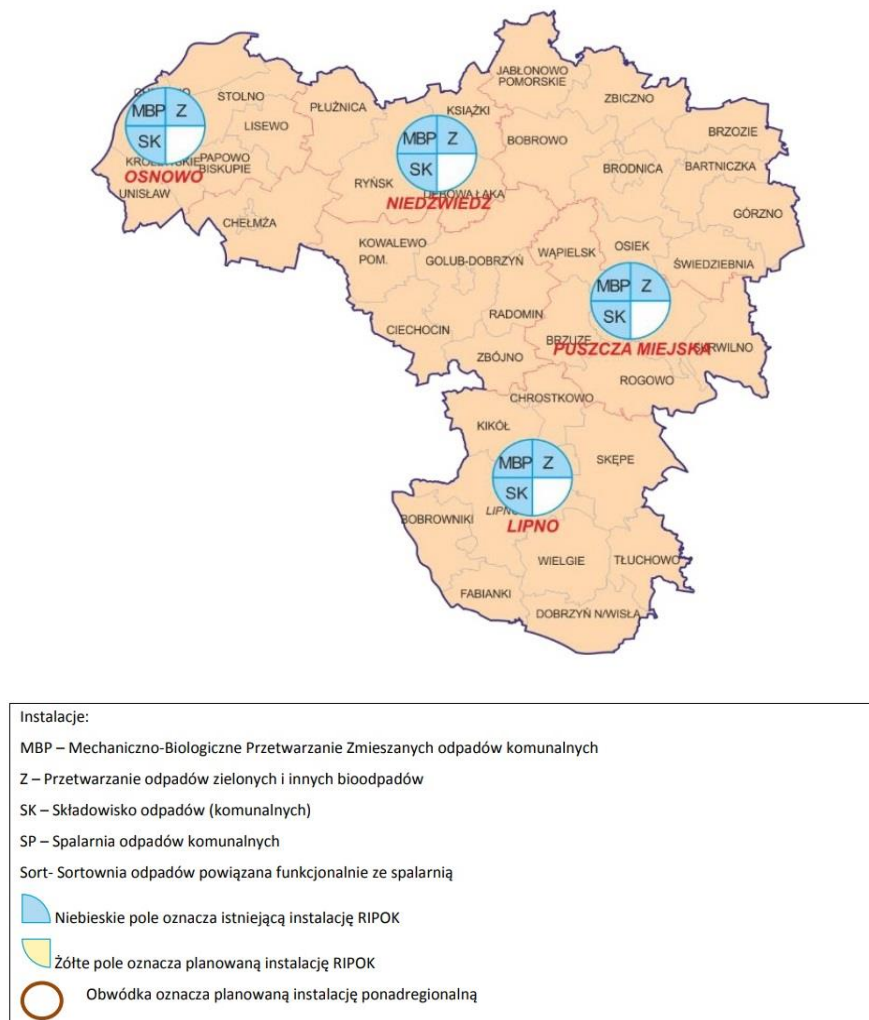 JABŁONOWO
POMORSKIE
ZBICZNO
STOLNO
PŁUŻNICA
KSIĄŻKI
MBP Z
SK
LISEWO
MBP Z
SK
BOBROWO
BRZOZIE
PAPOWO
BISKUPIE
BRODNICA
BARTNICZKA
OSNOWO
UNISŁAW
RYŃSK
NIEDŹWIEDŹ
GÓRZNO
CHEŁMŻA
KOWALEWO
POM.
GOLUB-DOBRZYŃ
WĄPIELSK
OSIEK
ŚWIEDZIEBNIA
MBP Z
SK
RADOMIN
CIECHOCIN
BRZUZE
PUSZCZA MIEJSKA
ZBÓJNO
ROGOWO
CHROSTKOWO
KIKÓŁ
MBP Z
SK
SKĘPE
BOBROWNIKI
LIPNO
LIPNO
WIELGIE
TŁUCHOWO
FABIANKI
DOBRZYŃ N/WISŁĄ
Instalacje:
MBP – Mechaniczno-Biologiczne Przetwarzanie Zmieszanych odpadów komunalnych
Z – Przetwarzanie odpadów zielonych i innych bioodpadów
SK – Składowisko odpadów (komunalnych)
SP – Spalarnia odpadów komunalnych
Sort- Sortownia odpadów powiązana funkcjonalnie ze spalarnią
Niebieskie pole oznacza istniejącą instalację RIPOK
Żółte pole oznacza planowaną instalację RIPOK
Obwódka oznacza planowaną instalację ponadregionalną